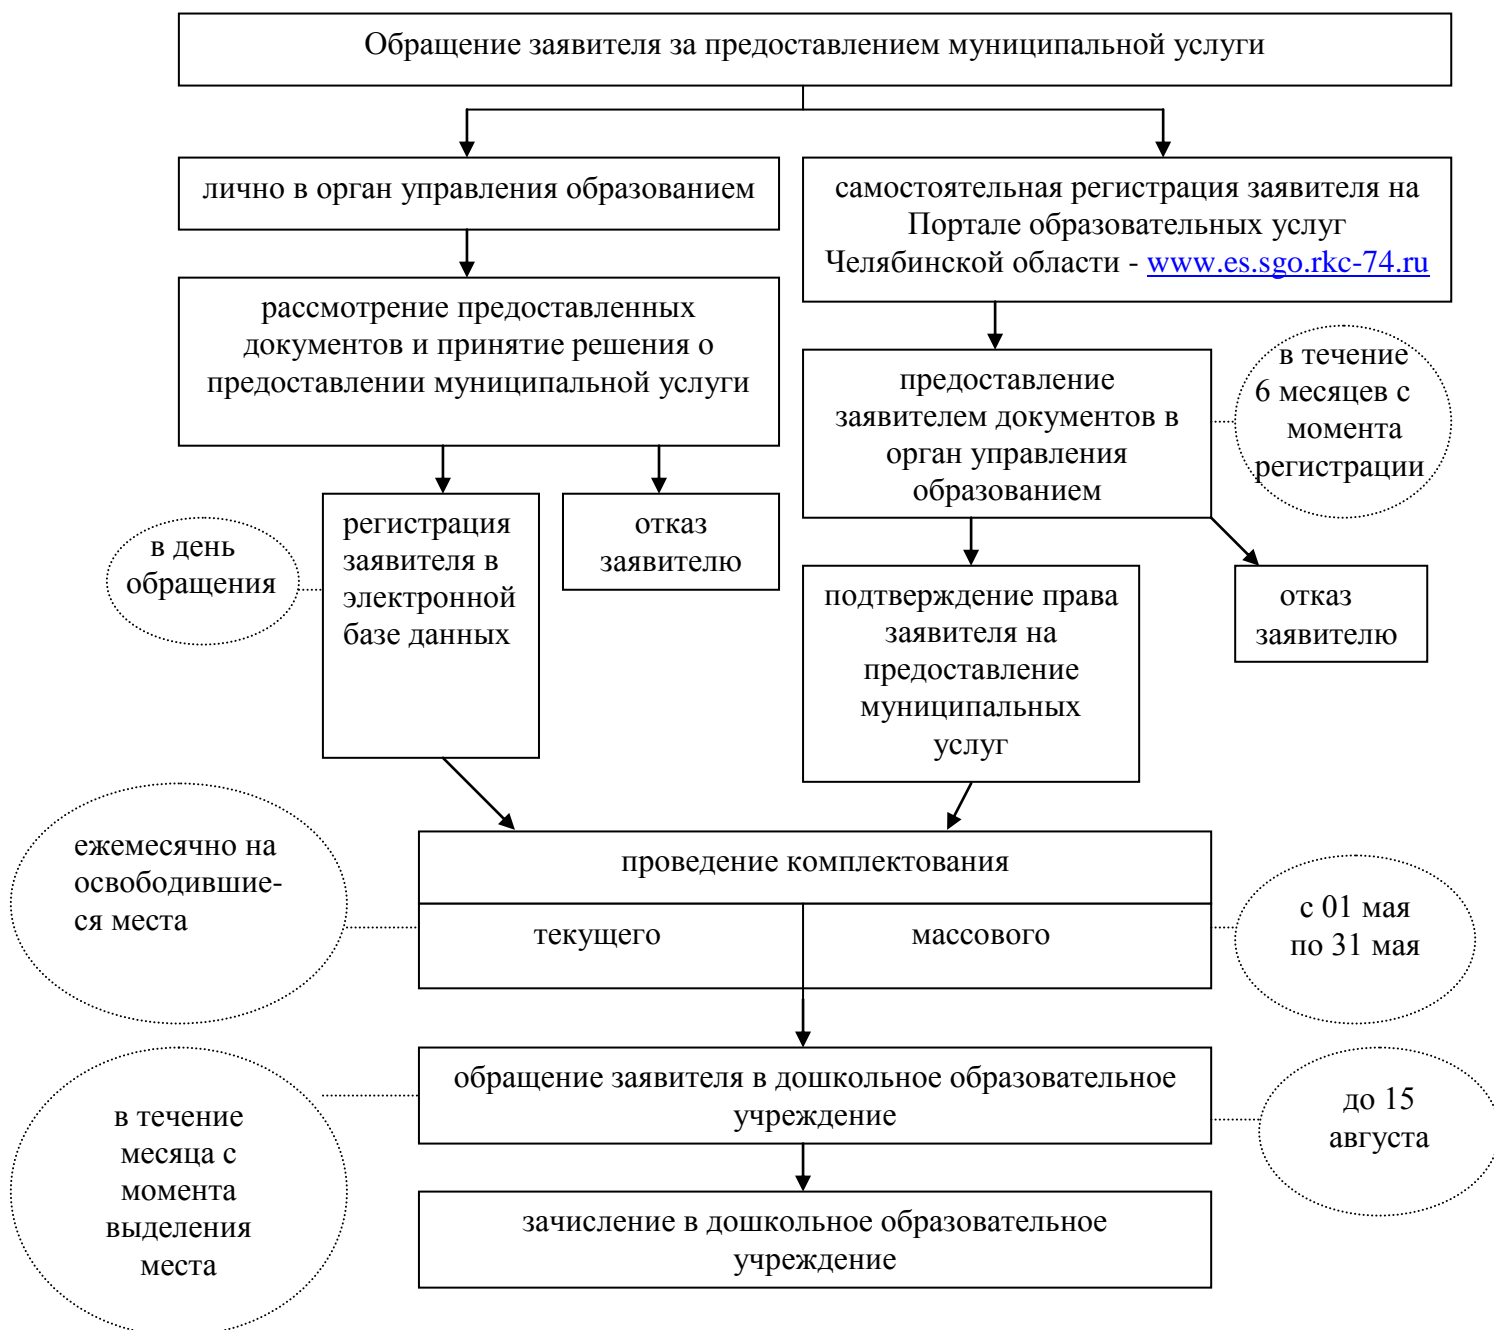 Обращение заявителя за предоставлением муниципальной услуги
лично в орган управления образованием
самостоятельная регистрация заявителя на
Портале образовательных услуг
Челябинской области - www.es.sgo.rkc-74.ru
рассмотрение предоставленных
документов и принятие решения о
предоставлении муниципальной услуги
предоставление
заявителем документов в
орган управления
образованием
в течение
6 месяцев с
момента
регистрации
в день
обращения
регистрация
заявителя в
электронной
базе данных
отказ
заявителю
подтверждение права
заявителя на
предоставление
муниципальных
услуг
отказ
заявителю
ежемесячно на
освободившие-
ся места
проведение комплектования
текущего
массового
с 01 мая
по 31 мая
в течение
месяца с
момента
выделения
места
обращение заявителя в дошкольное образовательное
учреждение
до 15
августа
зачисление в дошкольное образовательное
учреждение